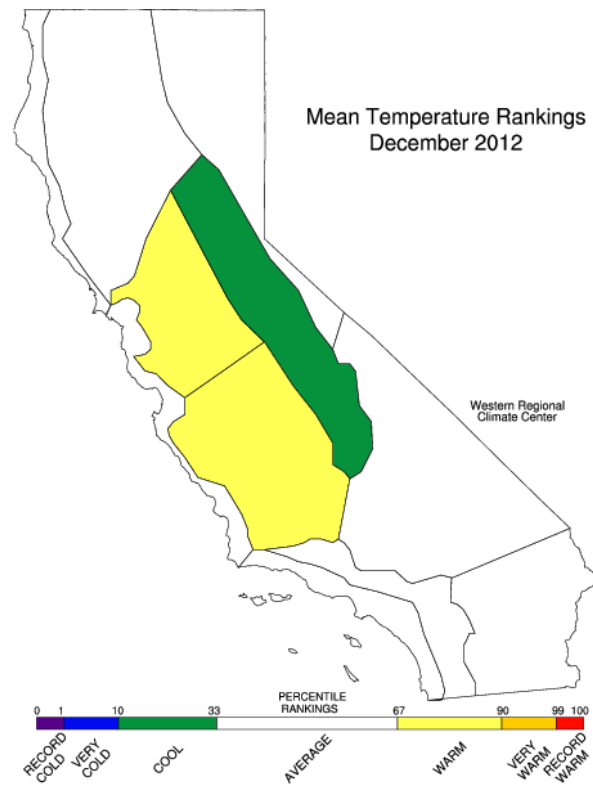 Mean Temperature Rankings
December 2012
Western Regional
Climate Center
PERCENTILE
RANKINGS
0 1 10 33 67 90 99 100
RECORD
COLD
VERY
COLD
COOL
AVERAGE
WARM
VERY
WARM
RECORD
WARM